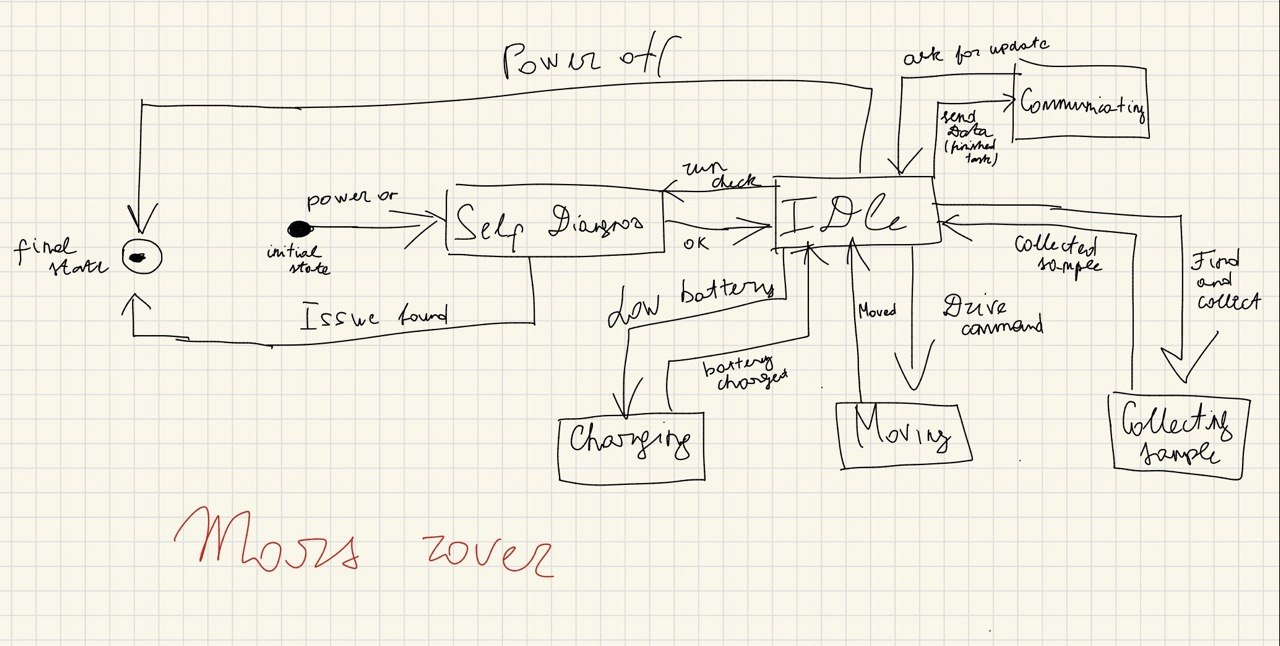 Power off
ask for update
Communicating
send
Data
(finished
task)
run
check
power on
Self Diagnos
IDLe
OK
final
state
initial
state
Collected
sample
Find
and
collect
Issue found
Low battery
Moved
Drive
command
battery
charged
Charging
Moving
Collecting
sample
Mars rover